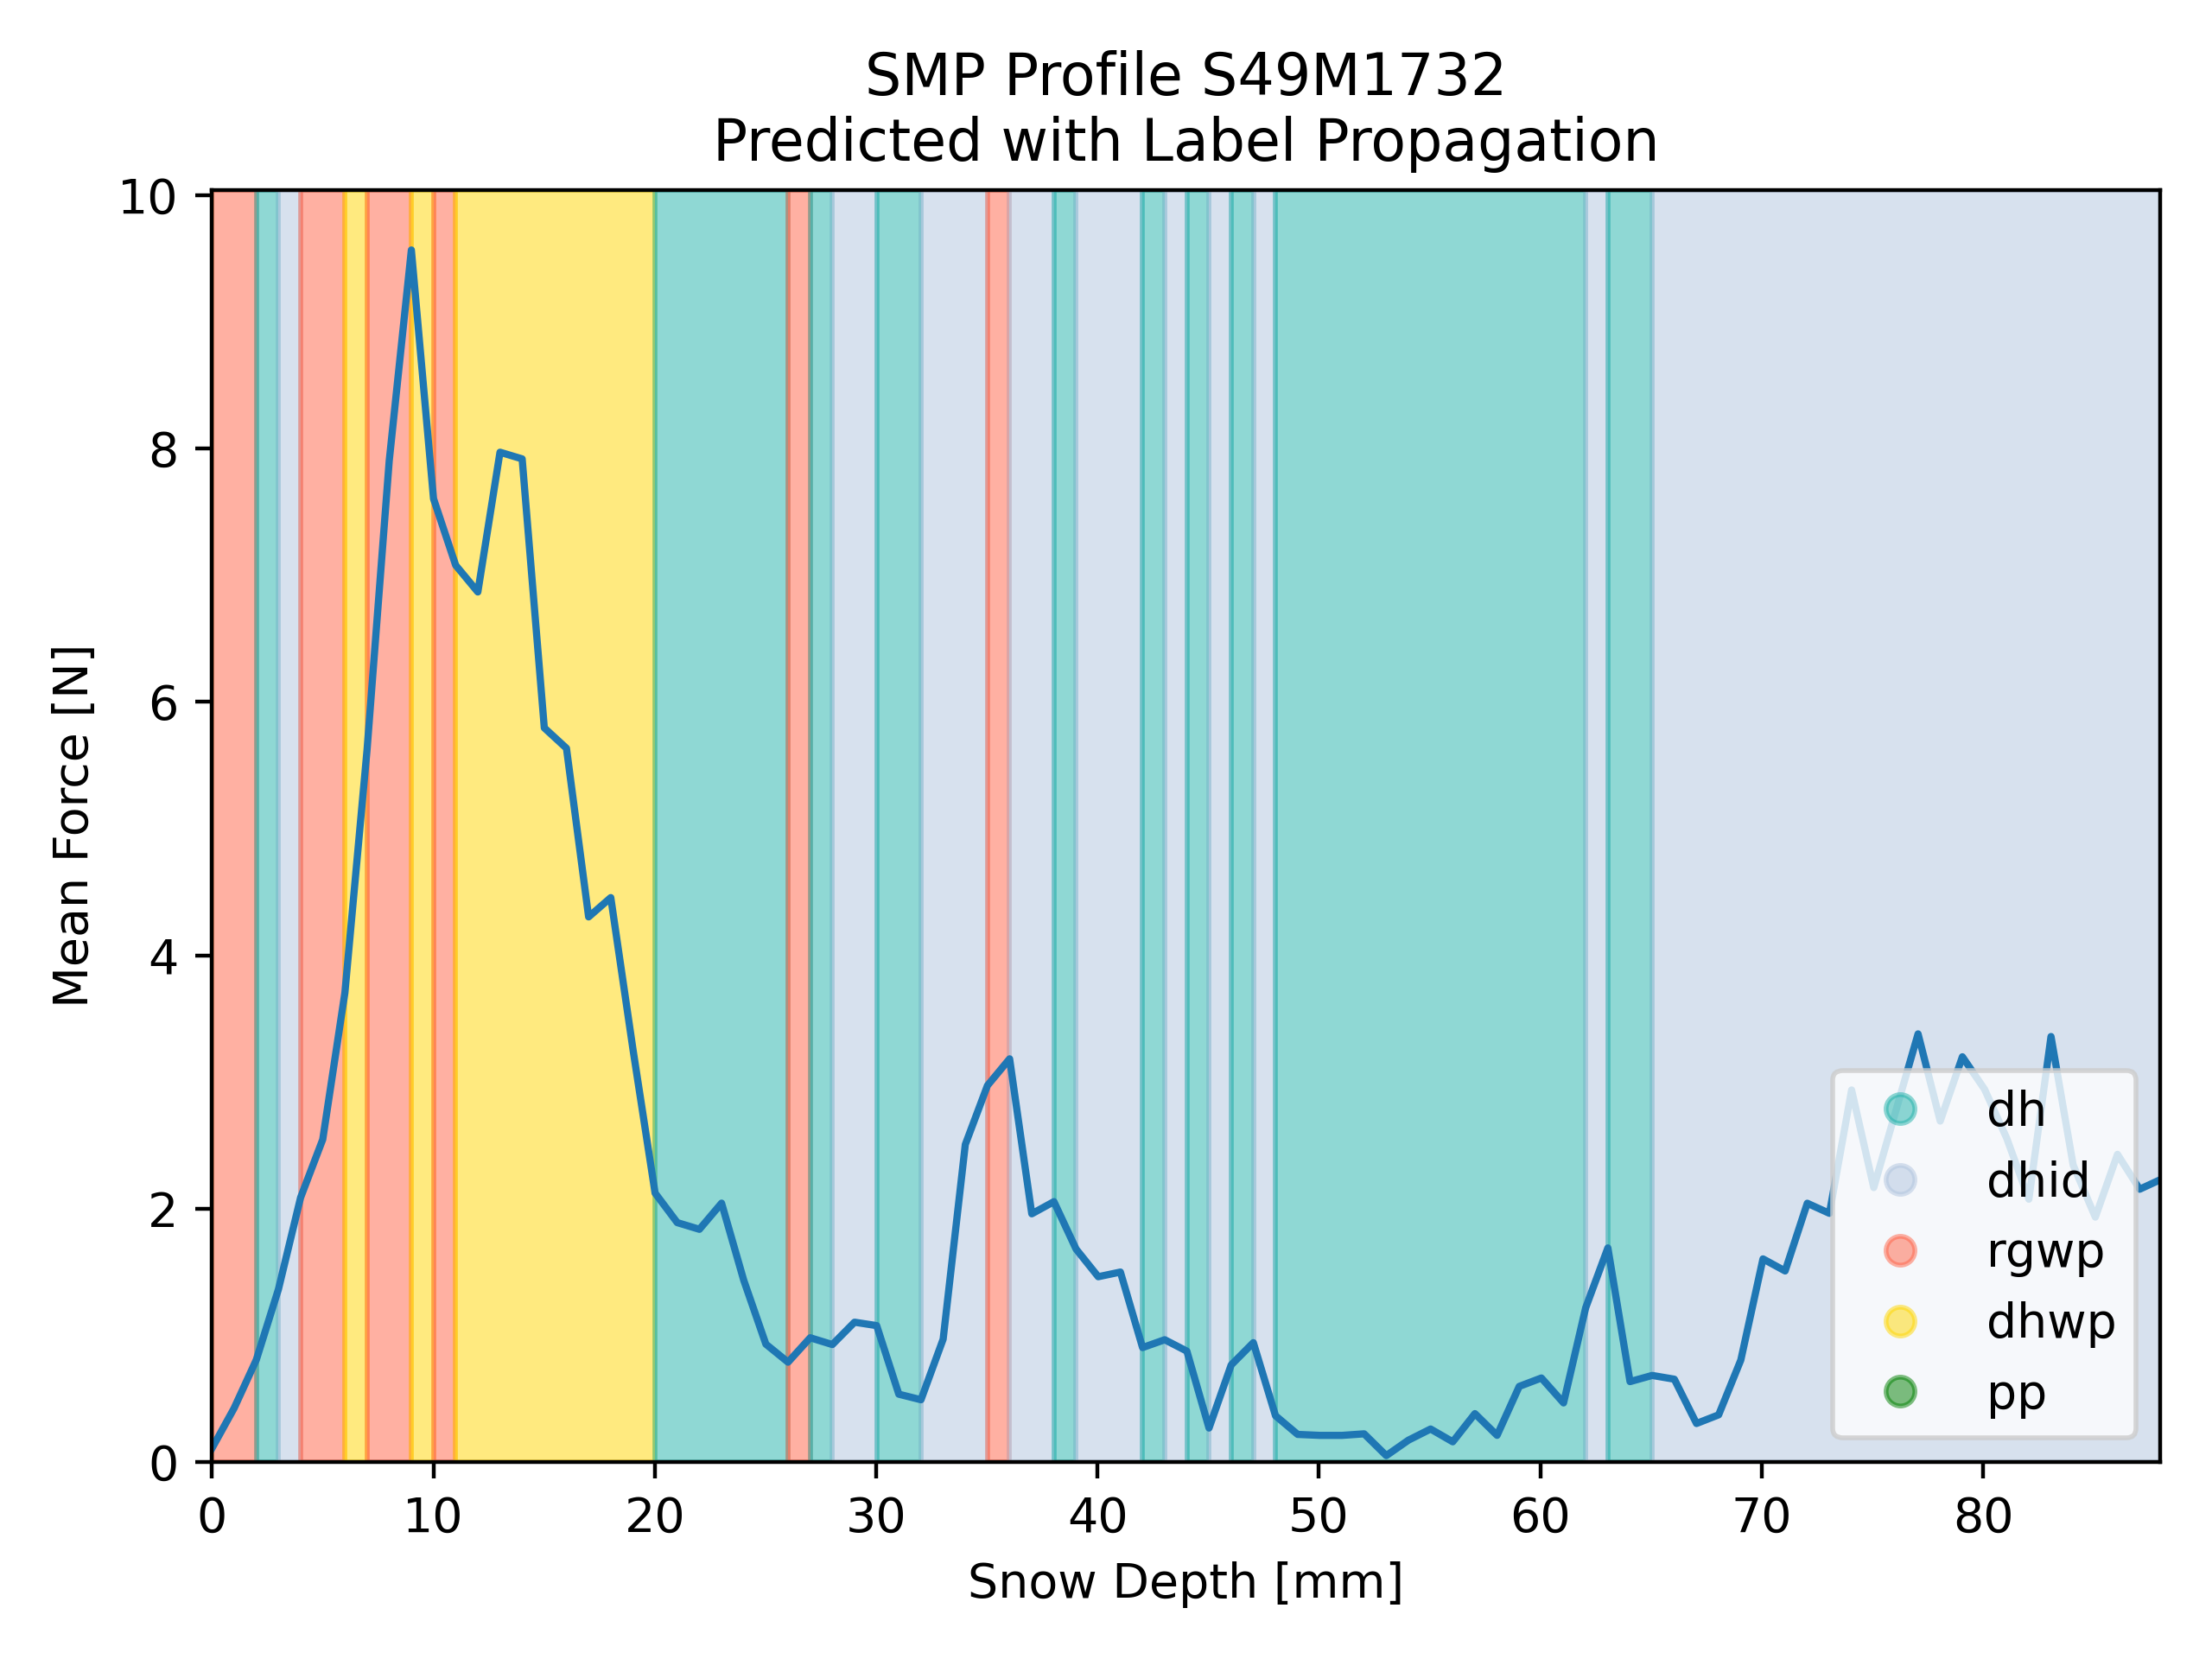 SMP Profile S49M1732
Predicted with Label Propagation
Mean Force [N]
10
8
6
4
2
0
dh
dhid
rgwp
dhwp
pp
0 10 20 30 40 50 60 70 80
Snow Depth [mm]